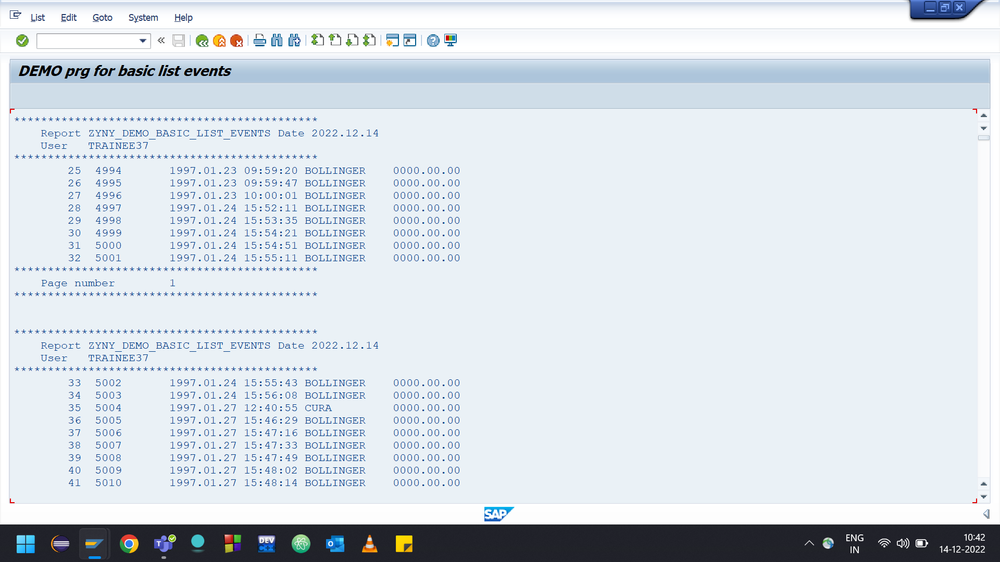 List Edit Goto System Help
DEMO prg for basic list events
*********************************************
Report ZYNY_DEMO_BASIC_LIST_EVENTS Date 2022.12.14
User TRAINEE37
*********************************************
25 4994 1997.01.23 09:59:20 BOLLINGER 0000.00.00
26 4995 1997.01.23 09:59:47 BOLLINGER 0000.00.00
27 4996 1997.01.23 10:00:01 BOLLINGER 0000.00.00
28 4997 1997.01.24 15:52:11 BOLLINGER 0000.00.00
29 4998 1997.01.24 15:53:35 BOLLINGER 0000.00.00
30 4999 1997.01.24 15:54:21 BOLLINGER 0000.00.00
31 5000 1997.01.24 15:54:51 BOLLINGER 0000.00.00
32 5001 1997.01.24 15:55:11 BOLLINGER 0000.00.00
*********************************************
Page number 1
*********************************************
*********************************************
Report ZYNY_DEMO_BASIC_LIST_EVENTS Date 2022.12.14
User TRAINEE37
*********************************************
33 5002 1997.01.24 15:55:43 BOLLINGER 0000.00.00
34 5003 1997.01.24 15:56:08 BOLLINGER 0000.00.00
35 5004 1997.01.27 12:40:55 CURA 0000.00.00
36 5005 1997.01.27 15:46:29 BOLLINGER 0000.00.00
37 5006 1997.01.27 15:47:16 BOLLINGER 0000.00.00
38 5007 1997.01.27 15:47:33 BOLLINGER 0000.00.00
39 5008 1997.01.27 15:47:49 BOLLINGER 0000.00.00
40 5009 1997.01.27 15:48:02 BOLLINGER 0000.00.00
41 5010 1997.01.27 15:48:14 BOLLINGER 0000.00.00
SAP
DEV
C++
ENG
IN
10:42
14-12-2022